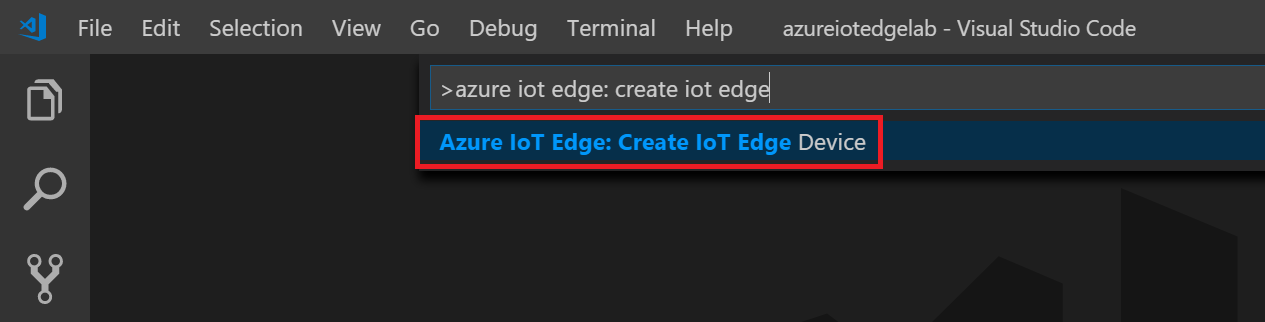 File Edit Selection View Go Debug Terminal Help azureiotedgelab - Visual Studio Code
>azure iot edge: create iot edge
Azure IoT Edge: Create IoT Edge Device